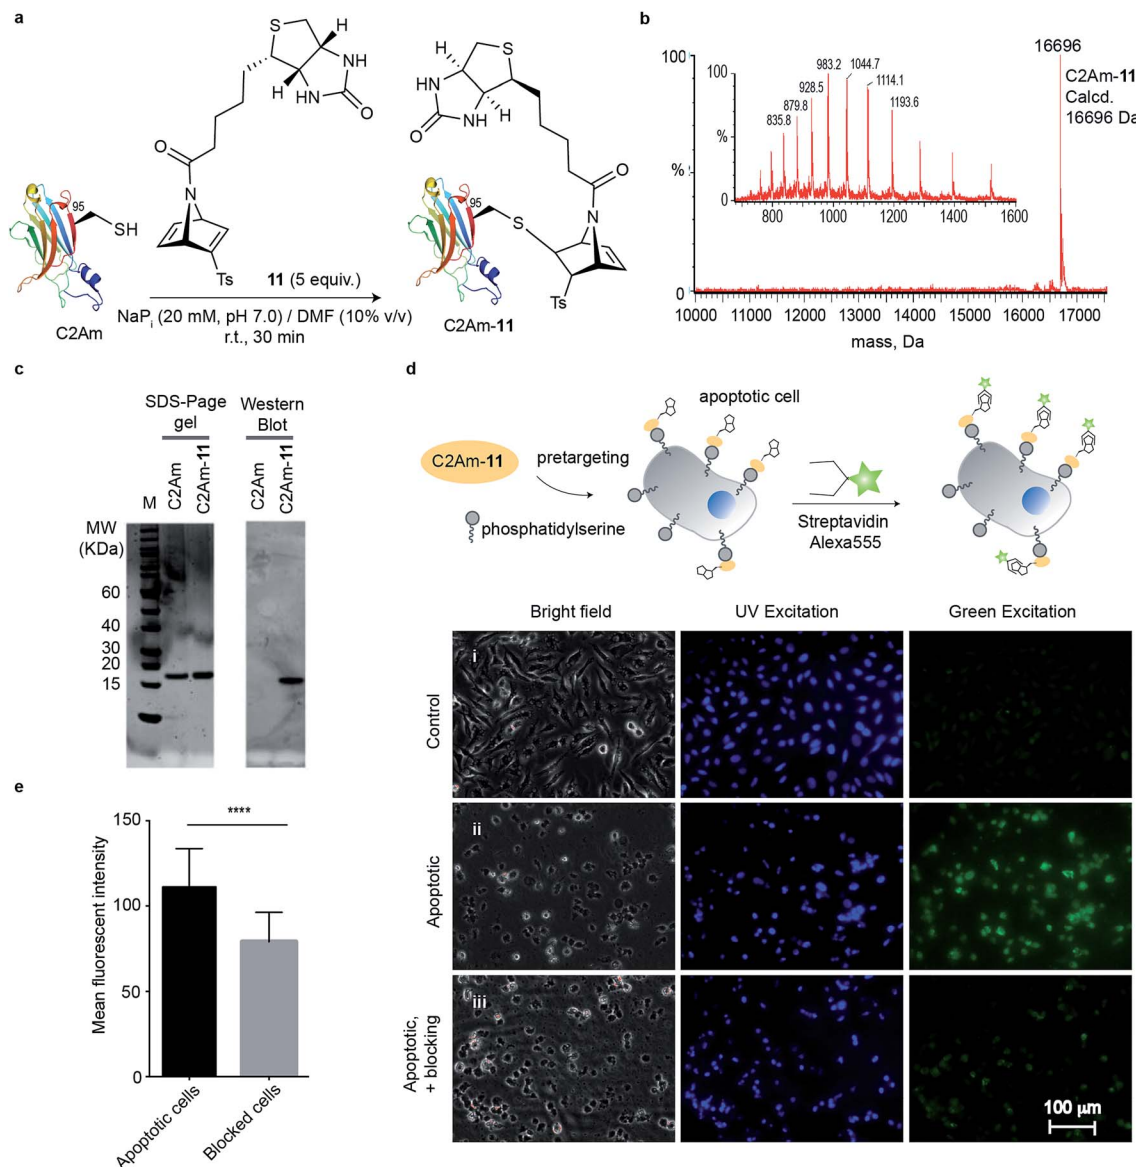 a
S
H
NH
H
HN
O
O
N
95
SH
Ts
11 (5 equiv.)
NaPi (20 mM, pH 7.0) / DMF (10% v/v)
r.t., 30 min
C2Am
H
S
HN
NH
H
O
O
95
S
N
Ts
C2Am-11
b
16696
C2Am-11
Calcd.
16696 Da
100
%
0
100
%
0
835.8
879.8
928.5
983.2
1044.7
1114.1
1193.6
800 1000 1200 1400 1600
10000 11000 12000 13000 14000 15000 16000 17000
mass, Da
c
SDS-Page
gel
Western
Blot
M
C2Am
C2Am-11
C2Am
C2Am-11
MW
(KDa)
60
40
30
20
15
d
apoptotic cell
C2Am-11
pretargeting
phosphatidylserine
Streptavidin
Alexa555
Bright field
UV Excitation
Green Excitation
Control
i
Apoptotic
ii
Apoptotic,
+ blocking
iii
100 µm
e
Mean fluorescent intensity
150
100
50
0
****
Apoptotic cells
Blocked cells